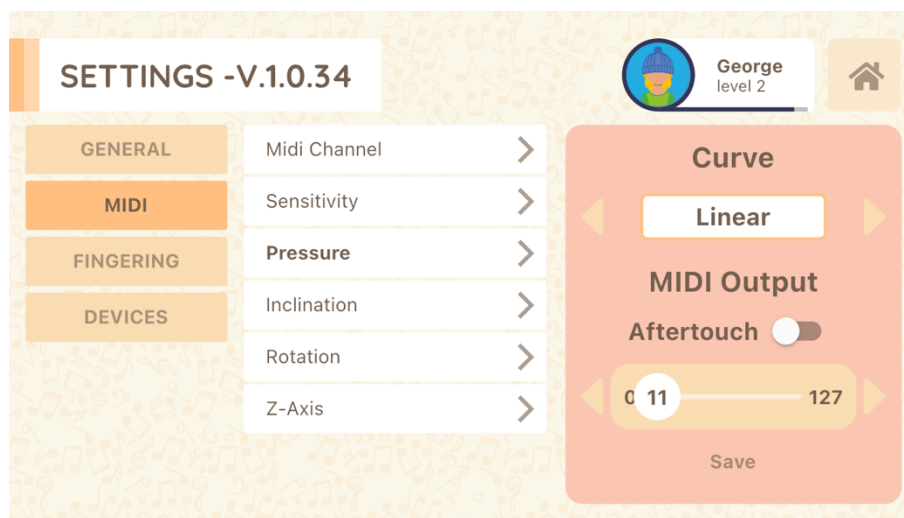 SETTINGS -V.1.0.34
George
level 2
GENERAL
MIDI
FINGERING
DEVICES
Midi Channel
Sensitivity
Pressure
Inclination
Rotation
Z-Axis
Curve
Linear
MIDI Output
Aftertouch
0 11 127
Save